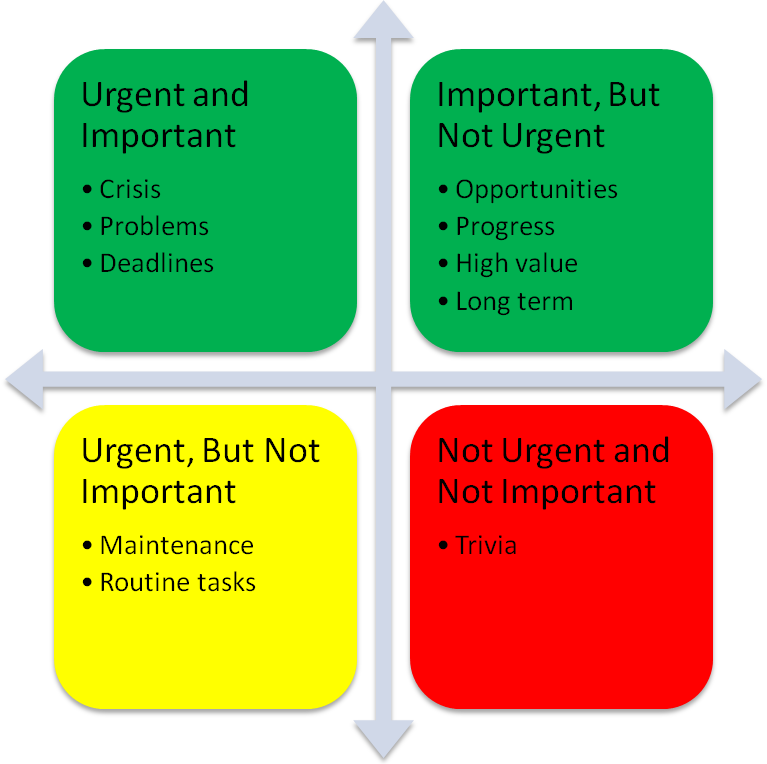 Urgent and
Important
• Crisis
• Problems
• Deadlines
Important, But
Not Urgent
• Opportunities
• Progress
• High value
• Long term
Urgent, But Not
Important
• Maintenance
• Routine tasks
Not Urgent and
Not Important
• Trivia